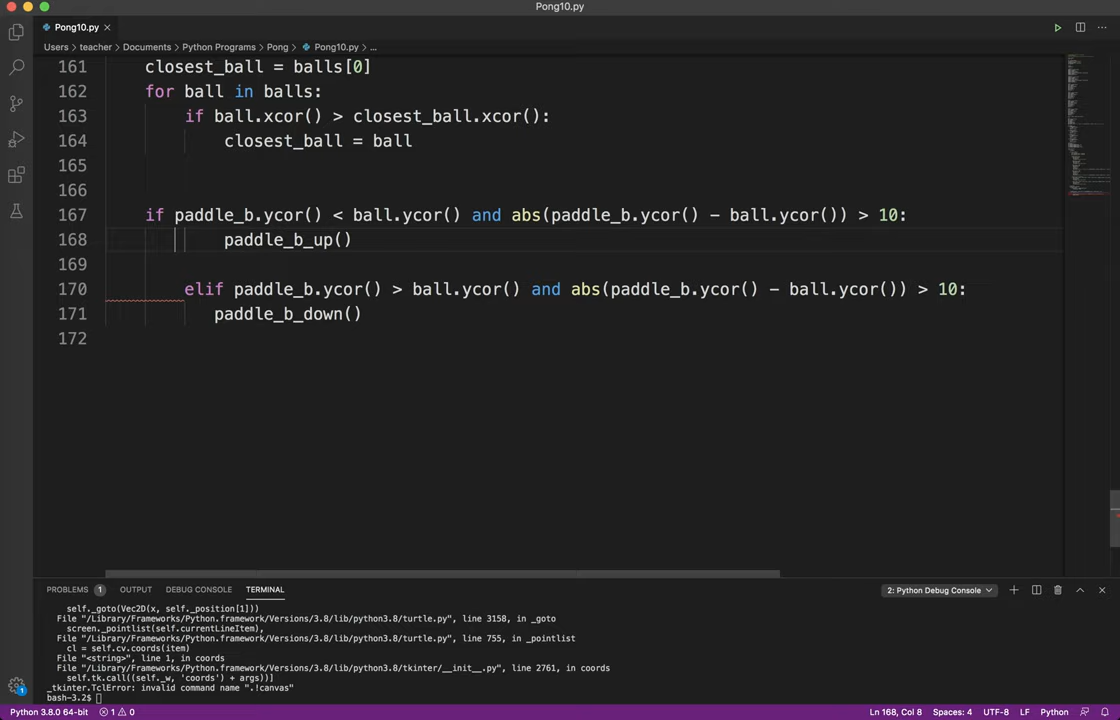 Pong10.py
Pong10.py
Users > teacher > Documents > Python Programs > Pong > Pong10.py > ...
161 closest_ball = balls[0]
162 for ball in balls:
163 if ball.xcor() > closest_ball.xcor():
164 closest_ball = ball
165
166
167 if paddle_b.ycor() < ball.ycor() and abs(paddle_b.ycor() - ball.ycor()) > 10:
168 paddle_b_up()
169
170 elif paddle_b.ycor() > ball.ycor() and abs(paddle_b.ycor() - ball.ycor()) > 10:
171 paddle_b_down()
172
PROBLEMS 1 OUTPUT DEBUG CONSOLE TERMINAL 2: Python Debug Console
self._goto(Vec2D(x, self._position[1]))
File "/Library/Frameworks/Python.framework/Versions/3.8/lib/python3.8/turtle.py", line 3158, in _goto
screen._pointlist(self.currentLineItem),
File "/Library/Frameworks/Python.framework/Versions/3.8/lib/python3.8/turtle.py", line 755, in _pointlist
cl = self.cv.coords(item)
File "<string>", line 1, in coords
File "/Library/Frameworks/Python.framework/Versions/3.8/lib/python3.8/tkinter/__init__.py", line 2761, in coords
self.tk.call((self._w, 'coords') + args))]
_tkinter.TclError: invalid command name ".!canvas"
bash-3.2$
1
Python 3.8.0 64-bit 1 0 Ln 168, Col 8 Spaces: 4 UTF-8 LF Python